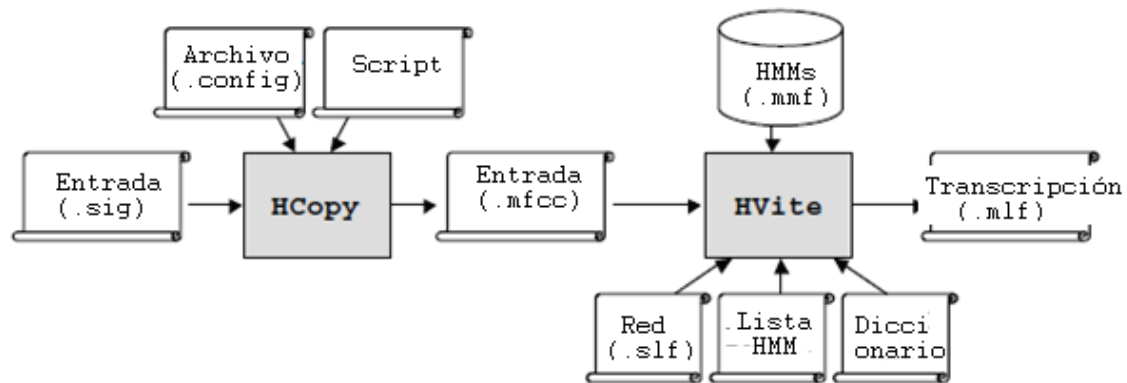 Archivo
(.config)
Script
HMMs
(.mmf)
Entrada
(.sig)
HCopy
Entrada
(.mfcc)
HVite
Transcripción
(.mlf)
Red
(.slf)
Lista
HMM
Dicci
onario